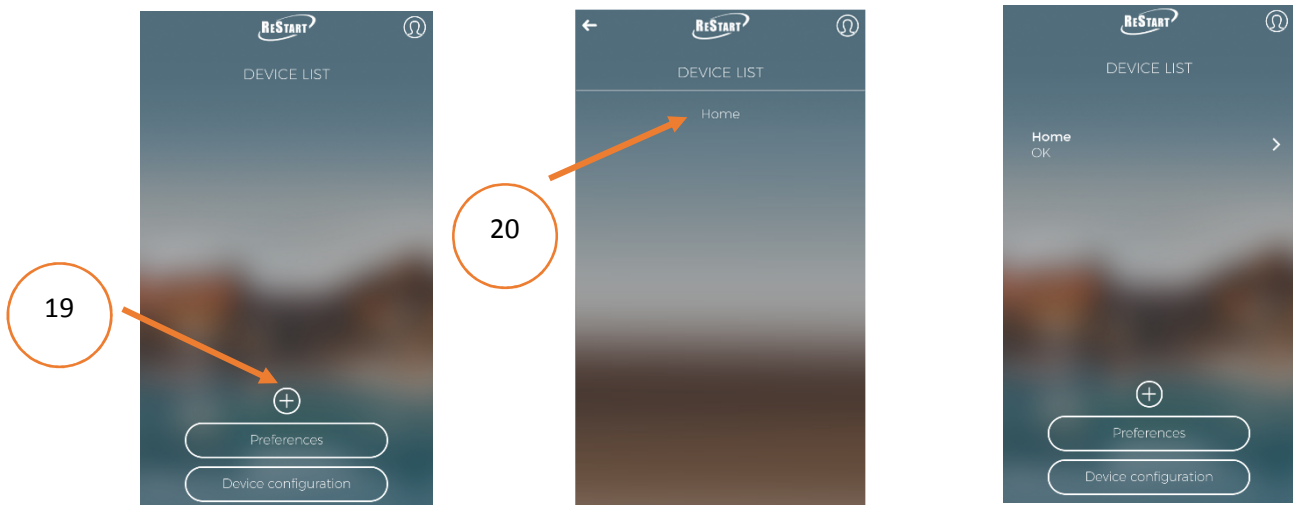 ReStart
DEVICE LIST
19
Preferences
Device configuration
ReStart
DEVICE LIST
Home
20
ReStart
DEVICE LIST
Home
OK
Preferences
Device configuration